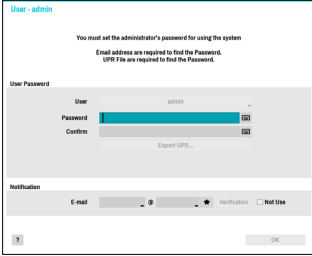 User - admin
You must set the administrator's password for using the system
Email address are required to find the Password.
UPR File are required to find the Password.
User Password
User admin
Password
Confirm
Export UPR...
Notification
E-mail @ Verification Not Use
? OK